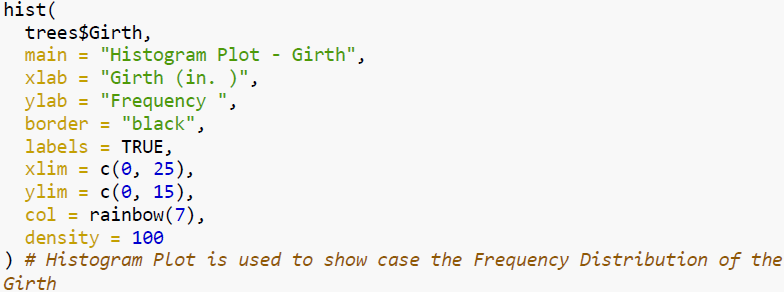 hist(
  trees$Girth,
  main = "Histogram Plot - Girth",
  xlab = "Girth (in. )",
  ylab = "Frequency ",
  border = "black",
  labels = TRUE,
  xlim = c(0, 25),
  ylim = c(0, 15),
  col = rainbow(7),
  density = 100
) # Histogram Plot is used to show case the Frequency Distribution of the
Girth